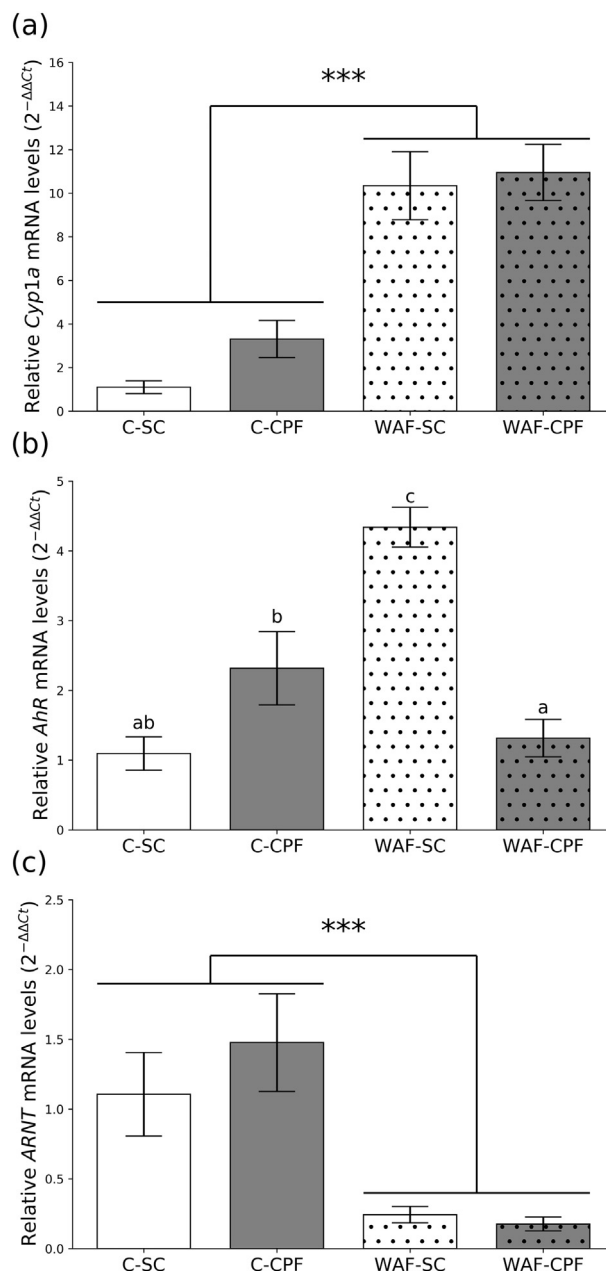 (a)
Relative Cyp1a mRNA levels (2^−ΔΔCt)
16
14
12
10
8
6
4
2
0
***
C-SC C-CPF WAF-SC WAF-CPF
(b)
Relative AhR mRNA levels (2^−ΔΔCt)
5
4
3
2
1
0
ab
b
c
a
C-SC C-CPF WAF-SC WAF-CPF
(c)
Relative ARNT mRNA levels (2^−ΔΔCt)
2.5
2.0
1.5
1.0
0.5
0.0
***
C-SC C-CPF WAF-SC WAF-CPF